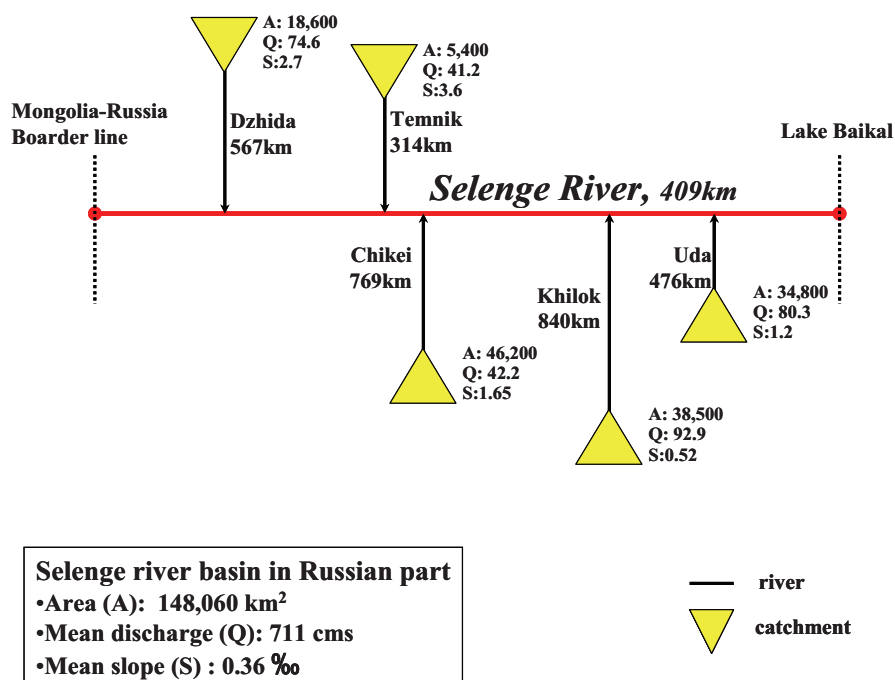 A: 18,600
Q: 74.6
S:2.7
A: 5,400
Q: 41.2
S:3.6
Mongolia-Russia
Boarder line
Dzhida
567km
Temnik
314km
Lake Baikal
Selenge River, 409km
Chikei
769km
Uda
476km
Khilok
840km
A: 34,800
Q: 80.3
S:1.2
A: 46,200
Q: 42.2
S:1.65
A: 38,500
Q: 92.9
S:0.52
Selenge river basin in Russian part
•Area (A): 148,060 km²
•Mean discharge (Q): 711 cms
•Mean slope (S) : 0.36 ‰
river
catchment